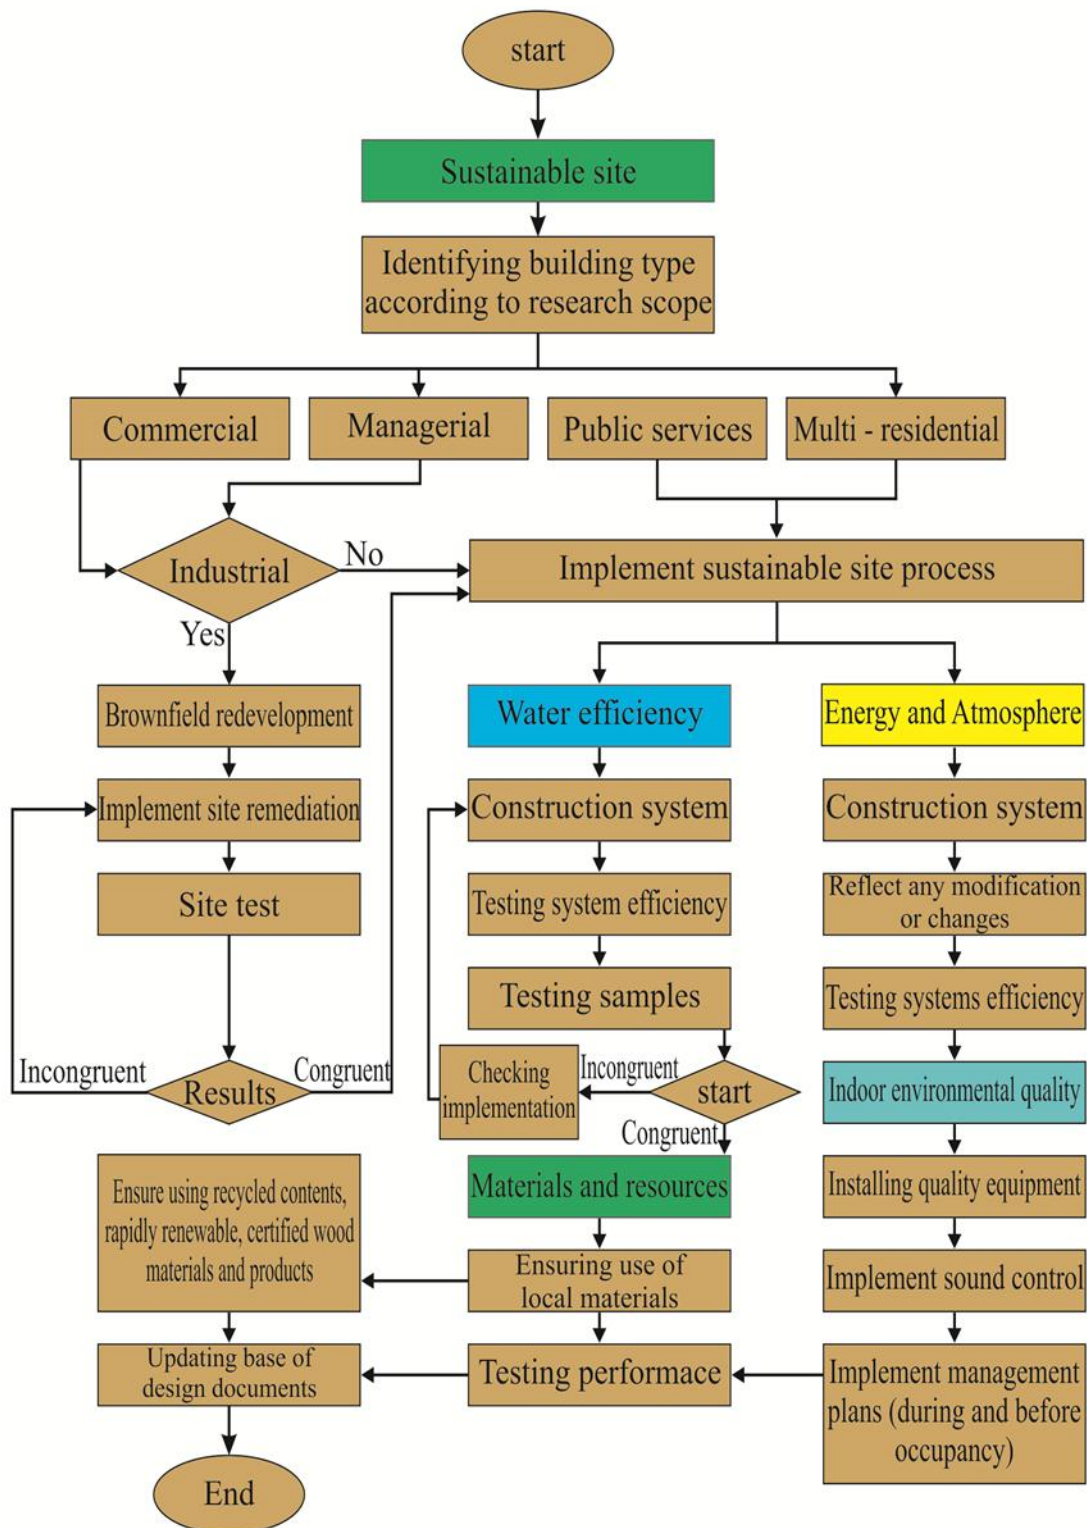 start
Sustainable site
Identifying building type
according to research scope
Commercial
Managerial
Public services
Multi - residential
Industrial
No
Implement sustainable site process
Yes
Brownfield redevelopment
Water efficiency
Energy and Atmosphere
Implement site remediation
Construction system
Construction system
Site test
Testing system efficiency
Reflect any modification
or changes
Testing samples
Testing systems efficiency
Incongruent
Results
Congruent
Checking
implementation
Incongruent
start
Congruent
Indoor environmental quality
Ensure using recycled contents,
rapidly renewable, certified wood
materials and products
Materials and resources
Installing quality equipment
Ensuring use of
local materials
Implement sound control
Updating base of
design documents
Testing performace
Implement management
plans (during and before
occupancy)
End